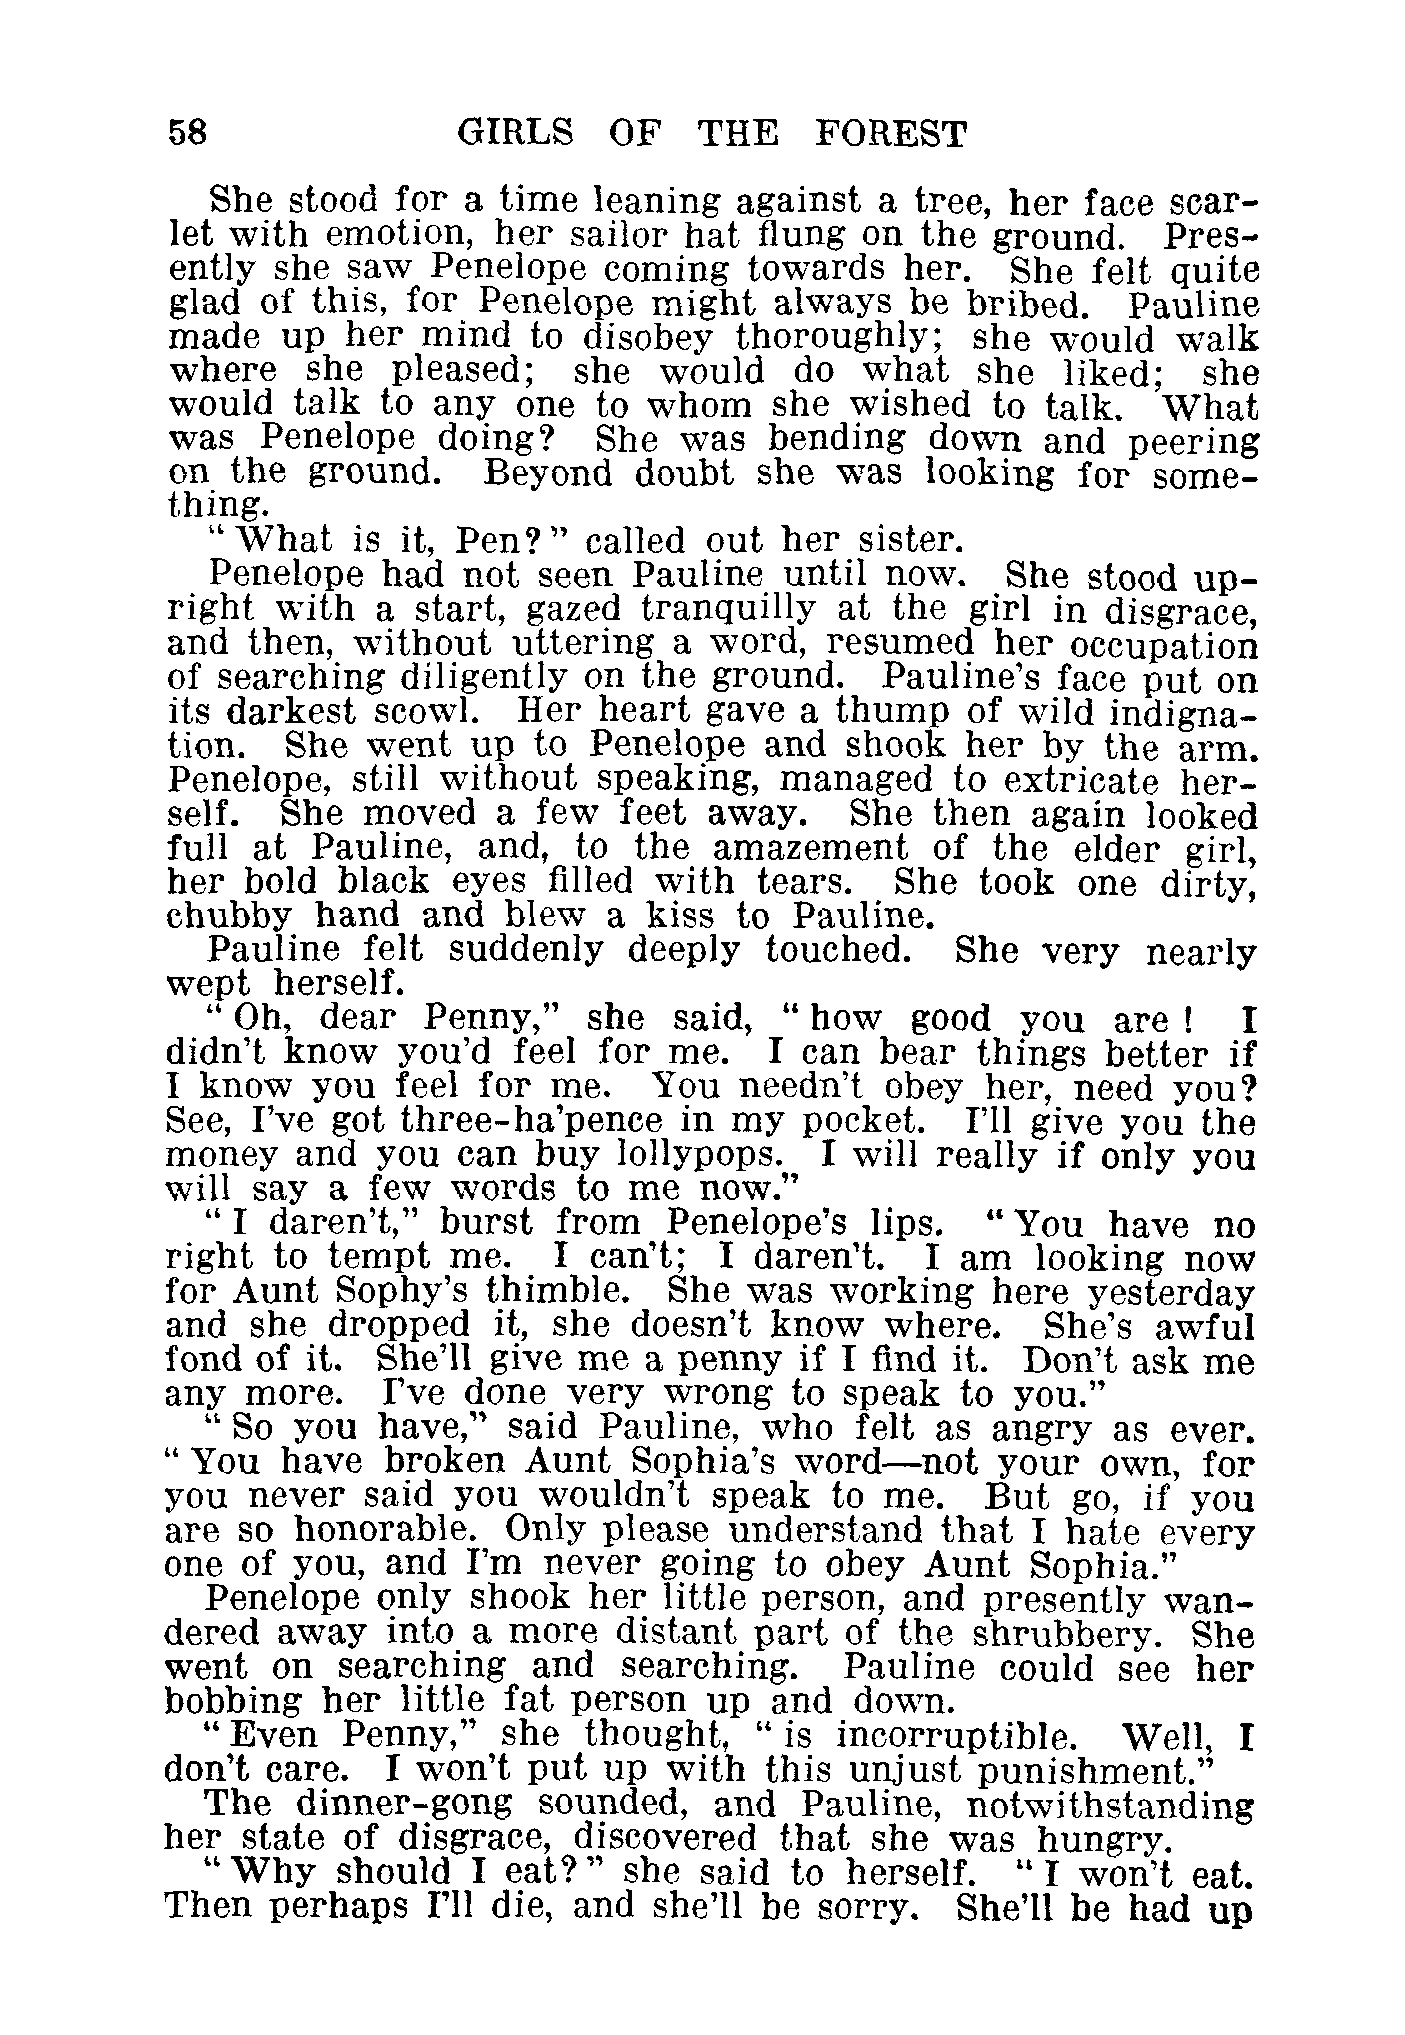 58 GIRLS OF THE FOREST
She stood for a time leaning against a tree, her face scar-
let with emotion, her sailor hat flung on the ground. Pres-
ently she saw Penelope coming towards her. She felt quite
glad of this, for Penelope might always be bribed. Pauline
made up her mind to disobey thoroughly; she would walk
where she pleased; she would do what she liked; she
would talk to any one to whom she wished to talk. What
was Penelope doing? She was bending down and peering
on the ground. Beyond doubt she was looking for some-
thing.
“What is it, Pen?” called out her sister.
Penelope had not seen Pauline until now. She stood up-
right with a start, gazed tranquilly at the girl in disgrace,
and then, without uttering a word, resumed her occupation
of searching diligently on the ground. Pauline’s face put on
its darkest scowl. Her heart gave a thump of wild indigna-
tion. She went up to Penelope and shook her by the arm.
Penelope, still without speaking, managed to extricate her-
self. She moved a few feet away. She then again looked
full at Pauline, and, to the amazement of the elder girl,
her bold black eyes filled with tears. She took one dirty,
chubby hand and blew a kiss to Pauline.
Pauline felt suddenly deeply touched. She very nearly
wept herself.
“Oh, dear Penny,” she said, “how good you are! I
didn’t know you’d feel for me. I can bear things better if
I know you feel for me. You needn’t obey her, need you?
See, I’ve got three-ha’pence in my pocket. I’ll give you the
money and you can buy lollypops. I will really if only you
will say a few words to me now.”
“I daren’t,” burst from Penelope’s lips. “You have no
right to tempt me. I can’t; I daren’t. I am looking now
for Aunt Sophy’s thimble. She was working here yesterday
and she dropped it, she doesn’t know where. She’s awful
fond of it. She’ll give me a penny if I find it. Don’t ask me
any more. I’ve done very wrong to speak to you.”
“So you have,” said Pauline, who felt as angry as ever.
“You have broken Aunt Sophia’s word—not your own, for
you never said you wouldn’t speak to me. But go, if you
are so honorable. Only please understand that I hate every
one of you, and I’m never going to obey Aunt Sophia.”
Penelope only shook her little person, and presently wan-
dered away into a more distant part of the shrubbery. She
went on searching and searching. Pauline could see her
bobbing her little fat person up and down.
“Even Penny,” she thought, “is incorruptible. Well, I
don’t care. I won’t put up with this unjust punishment.”
The dinner-gong sounded, and Pauline, notwithstanding
her state of disgrace, discovered that she was hungry.
“Why should I eat?” she said to herself. “I won’t eat.
Then perhaps I’ll die, and she’ll be sorry. She’ll be had up